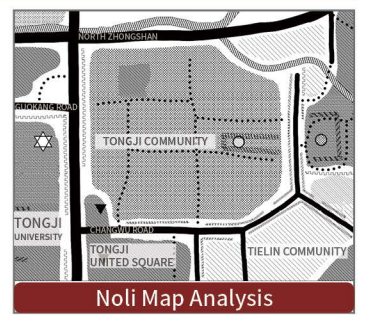 NORTH ZHONGSHAN
GUOKANG ROAD
TONGJI COMMUNITY
TONGJI
UNIVERSITY
CHANGWU ROAD
TONGJI
UNITED SQUARE
TIELIN COMMUNITY
Noli Map Analysis